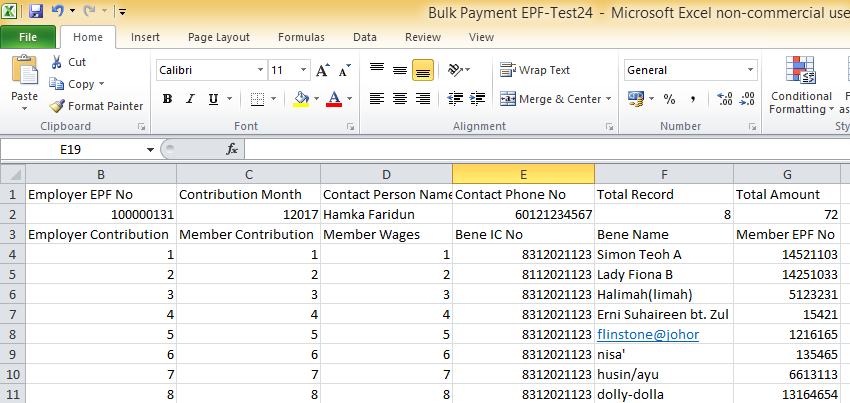 Bulk Payment EPF-Test24 - Microsoft Excel non-commercial use
File Home Insert Page Layout Formulas Data Review View
Cut Calibri 11 A A Wrap Text General
Paste Copy Conditional
Format Painter B I U A Merge & Center % , .00 .0 Formatting
Clipboard Font Alignment Number
E19 fx
B C D E F G
1 Employer EPF No Contribution Month Contact Person Name Contact Phone No Total Record Total Amount
2 100000131 12017 Hamka Faridun 60121234567 8 72
3 Employer Contribution Member Contribution Member Wages Bene IC No Bene Name Member EPF No
4 1 1 1 8312021123 Simon Teoh A 14521103
5 2 2 2 8112021123 Lady Fiona B 14251033
6 3 3 3 8312021123 Halimah(limah) 5123231
7 4 4 4 8312021123 Erni Suhaireen bt. Zul 15421
8 5 5 5 8312021123 flinstone@johor 1216165
9 6 6 6 8312021123 nisa' 135465
10 7 7 7 8312021123 husin/ayu 6613113
11 8 8 8 8312021123 dolly-dolla 13164654